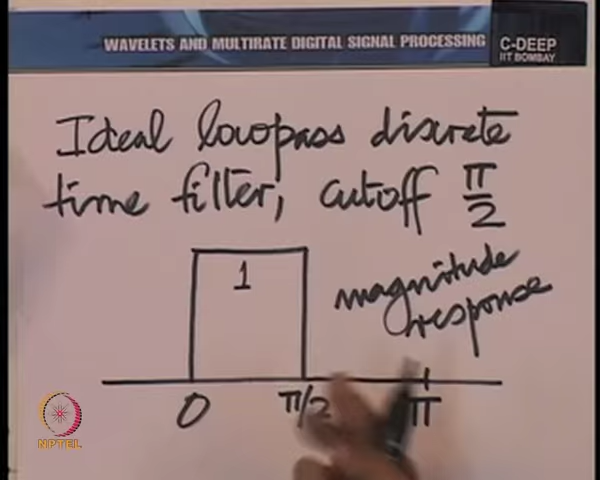 WAVELETS AND MULTIRATE DIGITAL SIGNAL PROCESSING
C-DEEP
IIT BOMBAY
Ideal lowpass discrete
time filter, cutoff π/2
1
magnitude
response
0 π/2 π
NPTEL